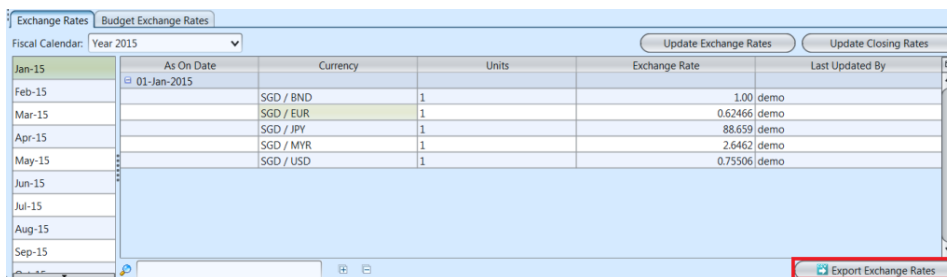 Exchange Rates Budget Exchange Rates
Fiscal Calendar: Year 2015 Update Exchange Rates Update Closing Rates
Jan-15 As On Date Currency Units Exchange Rate Last Updated By
01-Jan-2015
Feb-15
SGD / BND 1 1.00 demo
Mar-15 SGD / EUR 1 0.62466 demo
SGD / JPY 1 88.659 demo
Apr-15
SGD / MYR 1 2.6462 demo
May-15 SGD / USD 1 0.75506 demo
Jun-15
Jul-15
Aug-15
Sep-15
Export Exchange Rates